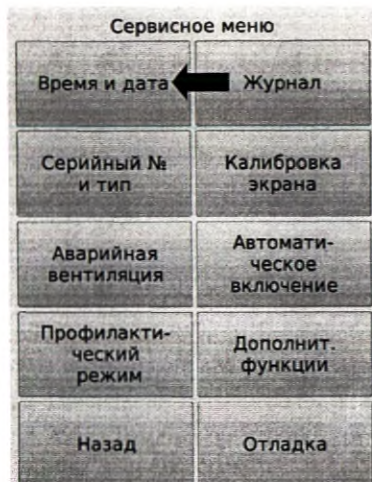 Сервисное меню
Время и дата
Журнал
Серийный №
и тип
Калибровка
экрана
Аварийная
вентиляция
Автомати-
ческое
включение
Профилакти-
ческий
режим
Дополнит.
функции
Назад
Отладка